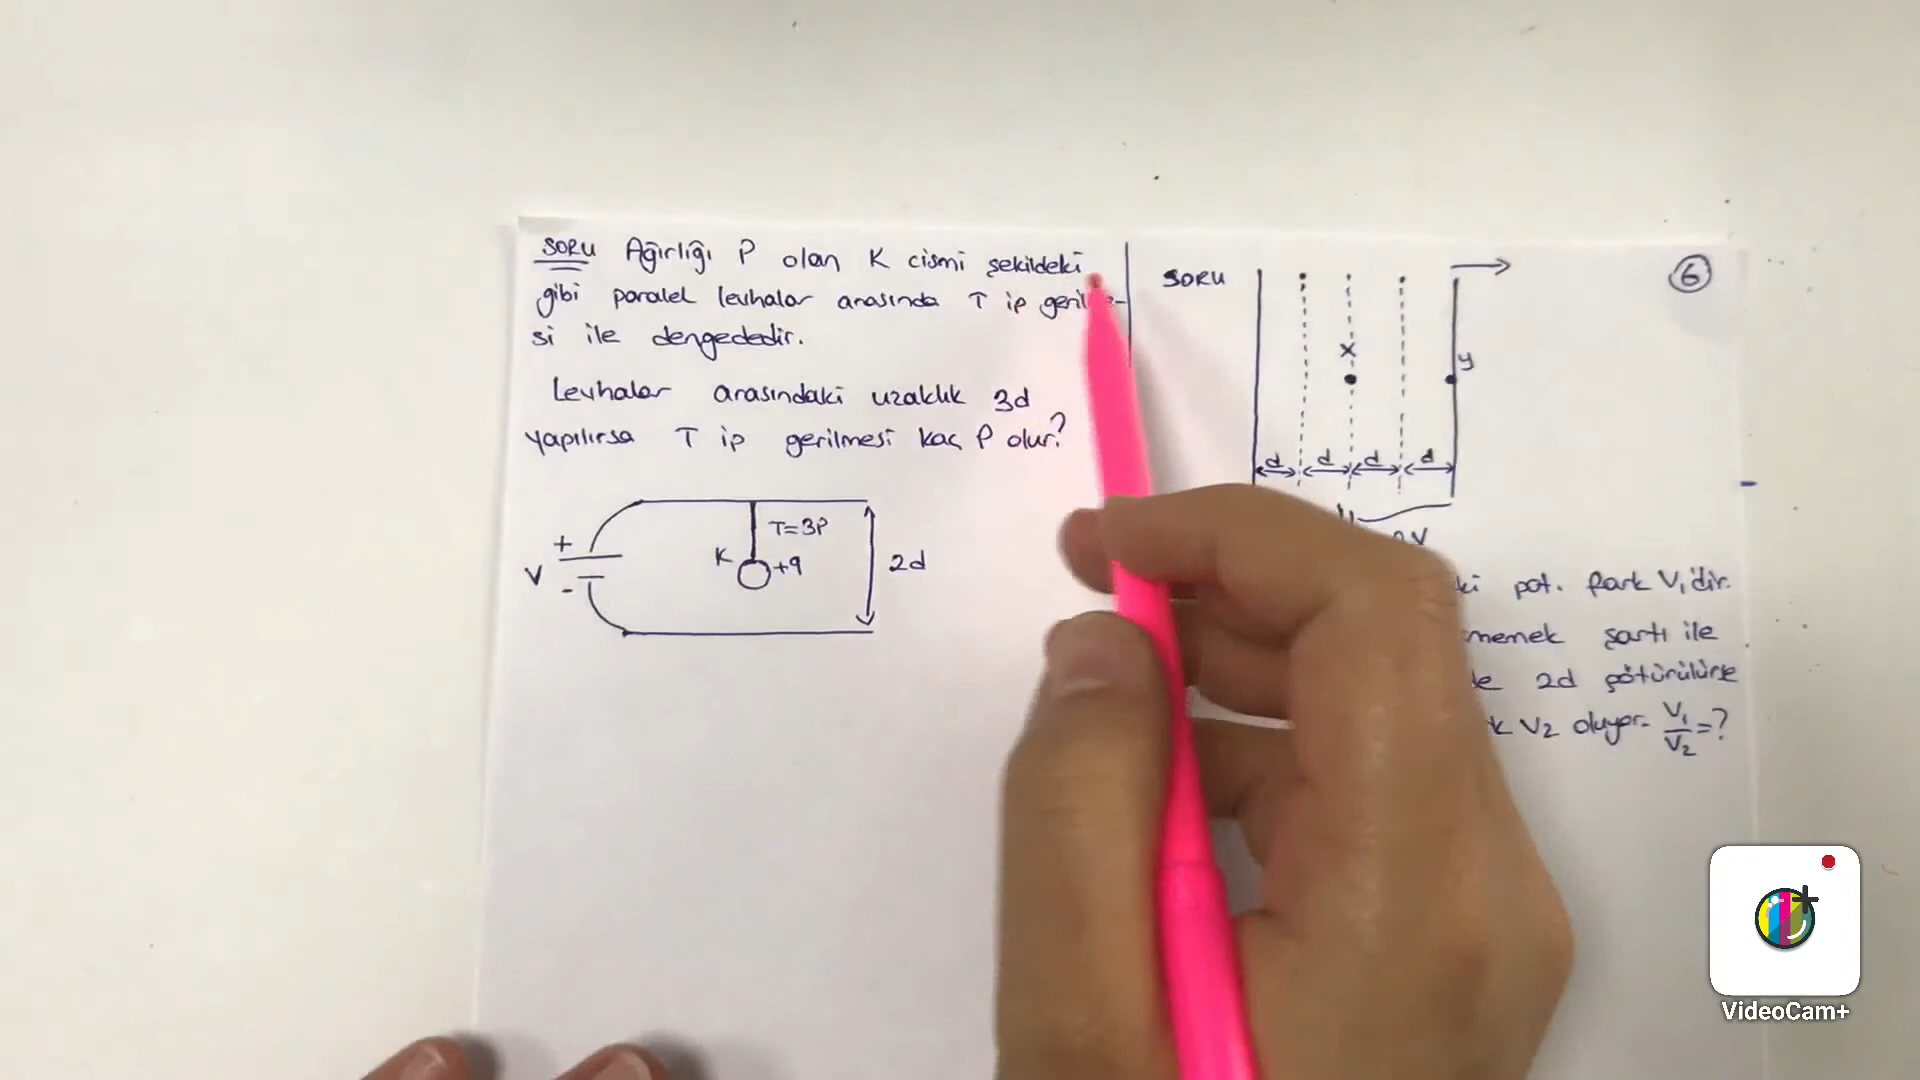 SORU Ağırlığı P olan K cismi şekildeki
gibi paralel levhalar arasında T ip
si ile dengededir.
Levhalar arasındaki uzaklık 3d
yapılırsa T ip gerilmesi kaç P olur?
T=3P
+
K
+q
V
-
2d
SORU
6
x
y
d d d d
V
pot. fark V₁'dir.
şartı ile
2d götürülürse
V₂ oluyor. V₁/V₂=?
VideoCam+